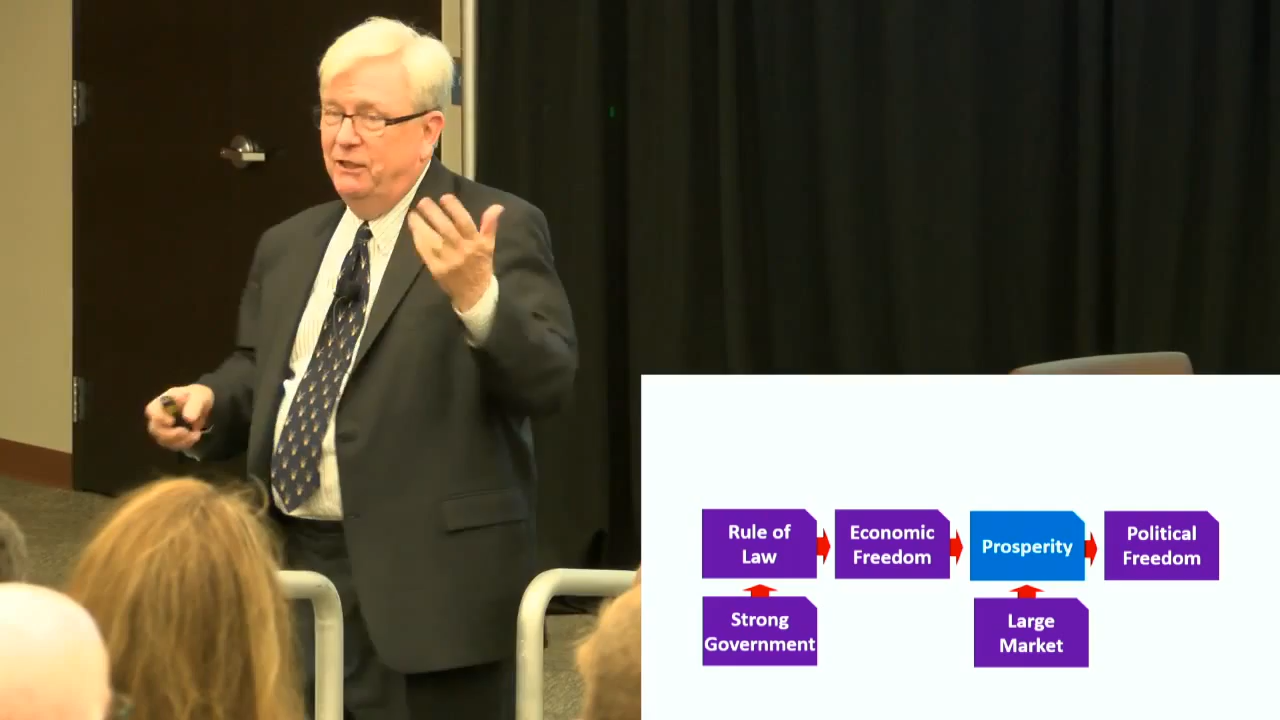 Rule of
Law
Economic
Freedom
Prosperity
Political
Freedom
Strong
Government
Large
Market